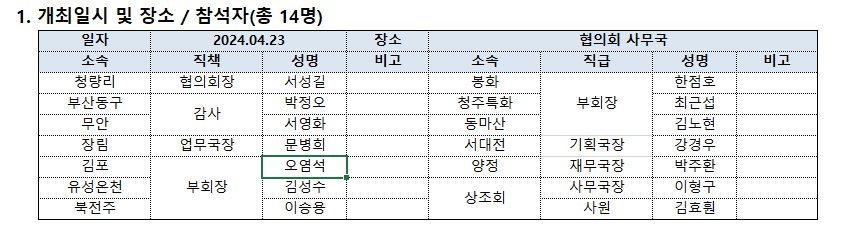 1. 개최일시 및 장소 / 참석자(총 14명)
일자 2024.04.23 장소 협의회 사무국
소속 직책 성명 비고 소속 직급 성명 비고
청량리 협의회장 서성길 봉화 부회장 한점호
부산동구 감사 박정오 청주특화 최근섭
무안 서영화 동마산 김노현
장림 업무국장 문병희 서대전 기획국장 강경우
김포 부회장 오염석 양정 재무국장 박주환
유성온천 김성수 상조회 사무국장 이형구
북전주 이승용 사원 김효훤